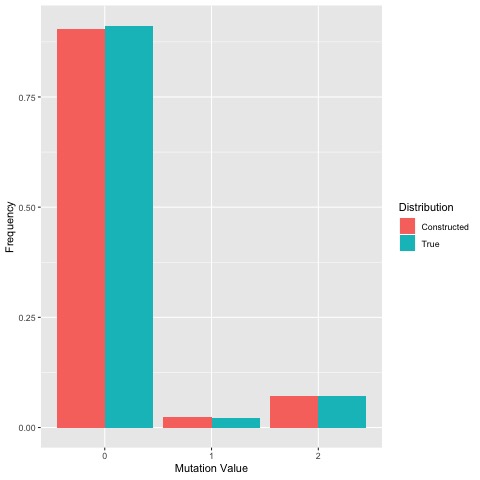 Frequency
0.75
0.50
0.25
0.00
0 1 2
Mutation Value
Distribution
Constructed
True